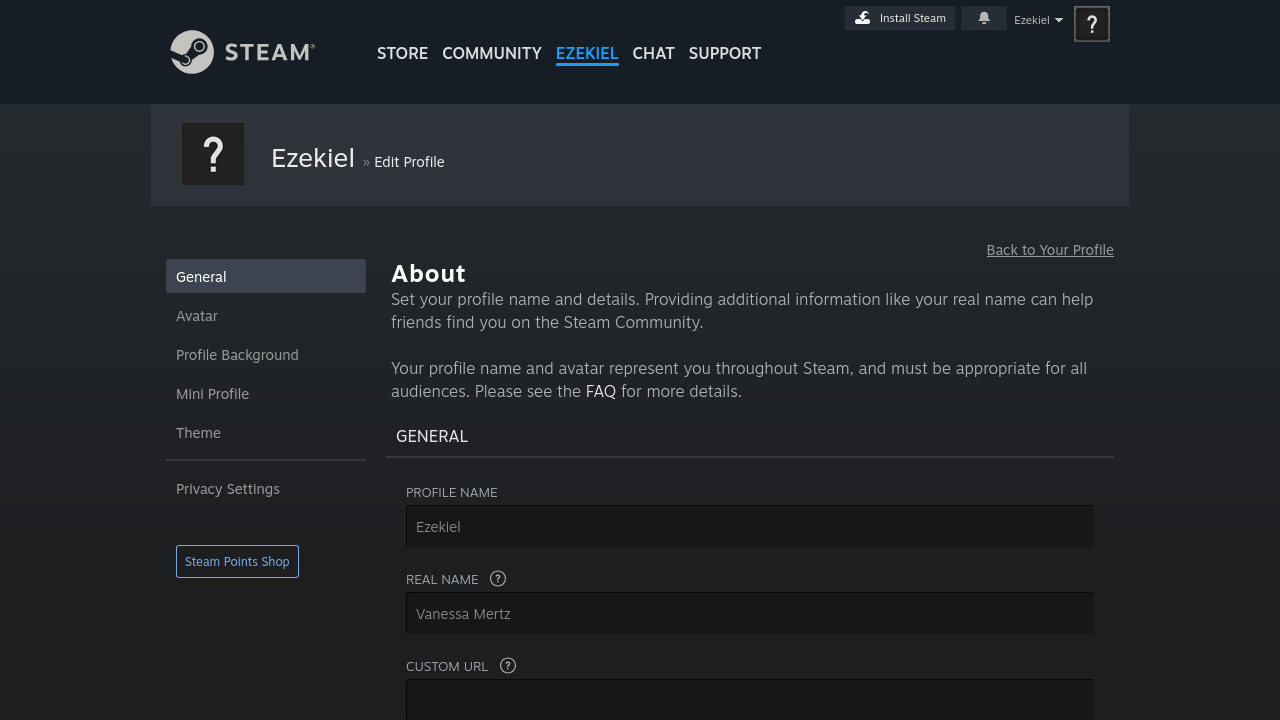 Install Steam
Ezekiel
STEAM®
STORE COMMUNITY EZEKIEL CHAT SUPPORT
Ezekiel » Edit Profile
Back to Your Profile
General
Avatar
Profile Background
Mini Profile
Theme
Privacy Settings
Steam Points Shop
About
Set your profile name and details. Providing additional information like your real name can help
friends find you on the Steam Community.
Your profile name and avatar represent you throughout Steam, and must be appropriate for all
audiences. Please see the FAQ for more details.
GENERAL
PROFILE NAME
Ezekiel
REAL NAME ?
Vanessa Mertz
CUSTOM URL ?